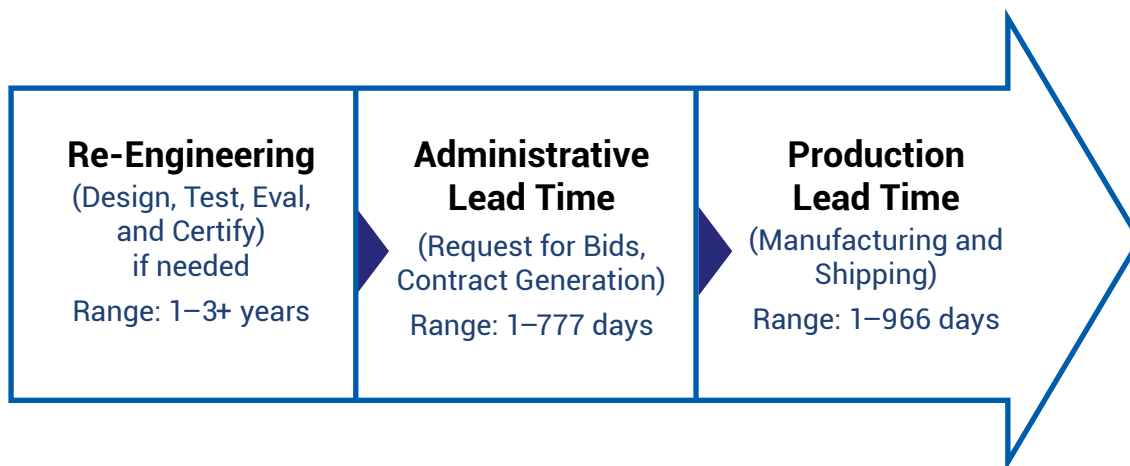 Re-Engineering
(Design, Test, Eval,
and Certify)
if needed
Range: 1–3+ years
Administrative
Lead Time
(Request for Bids,
Contract Generation)
Range: 1–777 days
Production
Lead Time
(Manufacturing and
Shipping)
Range: 1–966 days